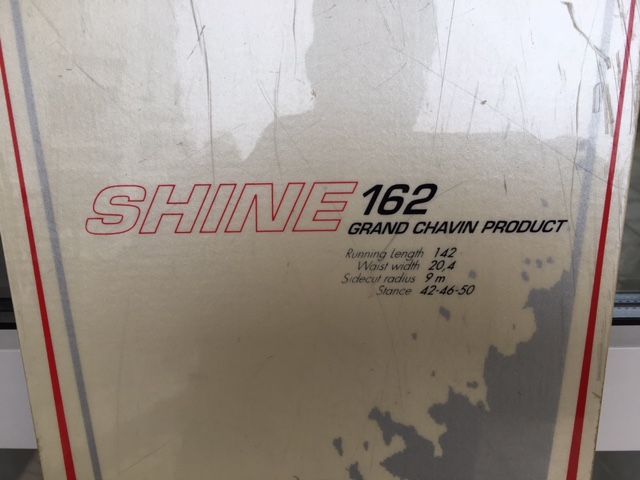 SHINE 162
GRAND CHAVIN PRODUCT
Running Length 142
Waist width 20,4
Sidecut radius 9 m
Stance 42-46-50